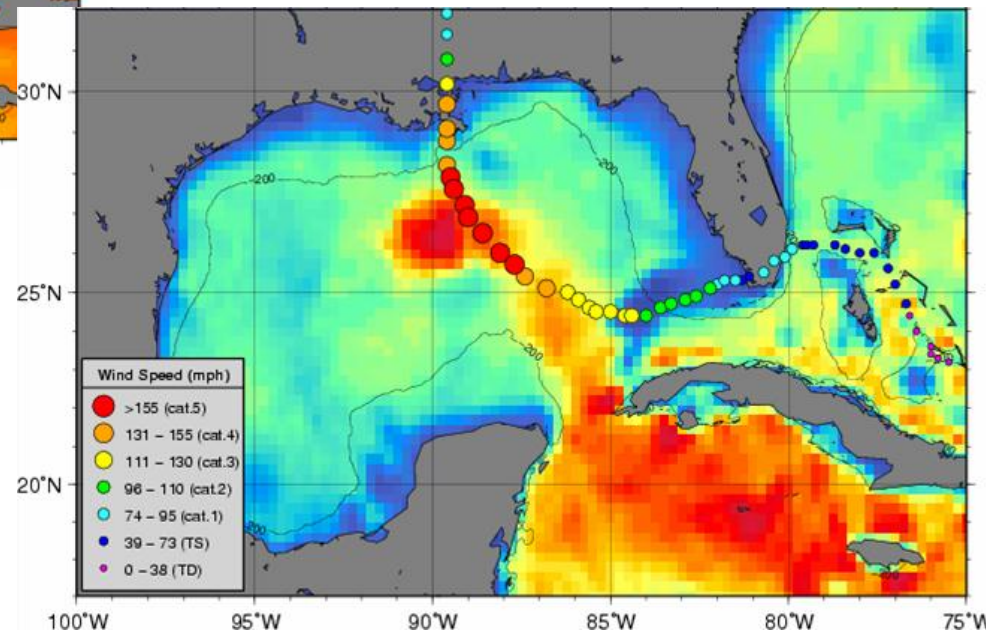 30°N
25°N
20°N
200
200
200
200
Wind Speed (mph)
>155 (cat.5)
131 – 155 (cat.4)
111 – 130 (cat.3)
96 – 110 (cat.2)
74 – 95 (cat.1)
39 – 73 (TS)
0 – 38 (TD)
100°W 95°W 90°W 85°W 80°W 75°W